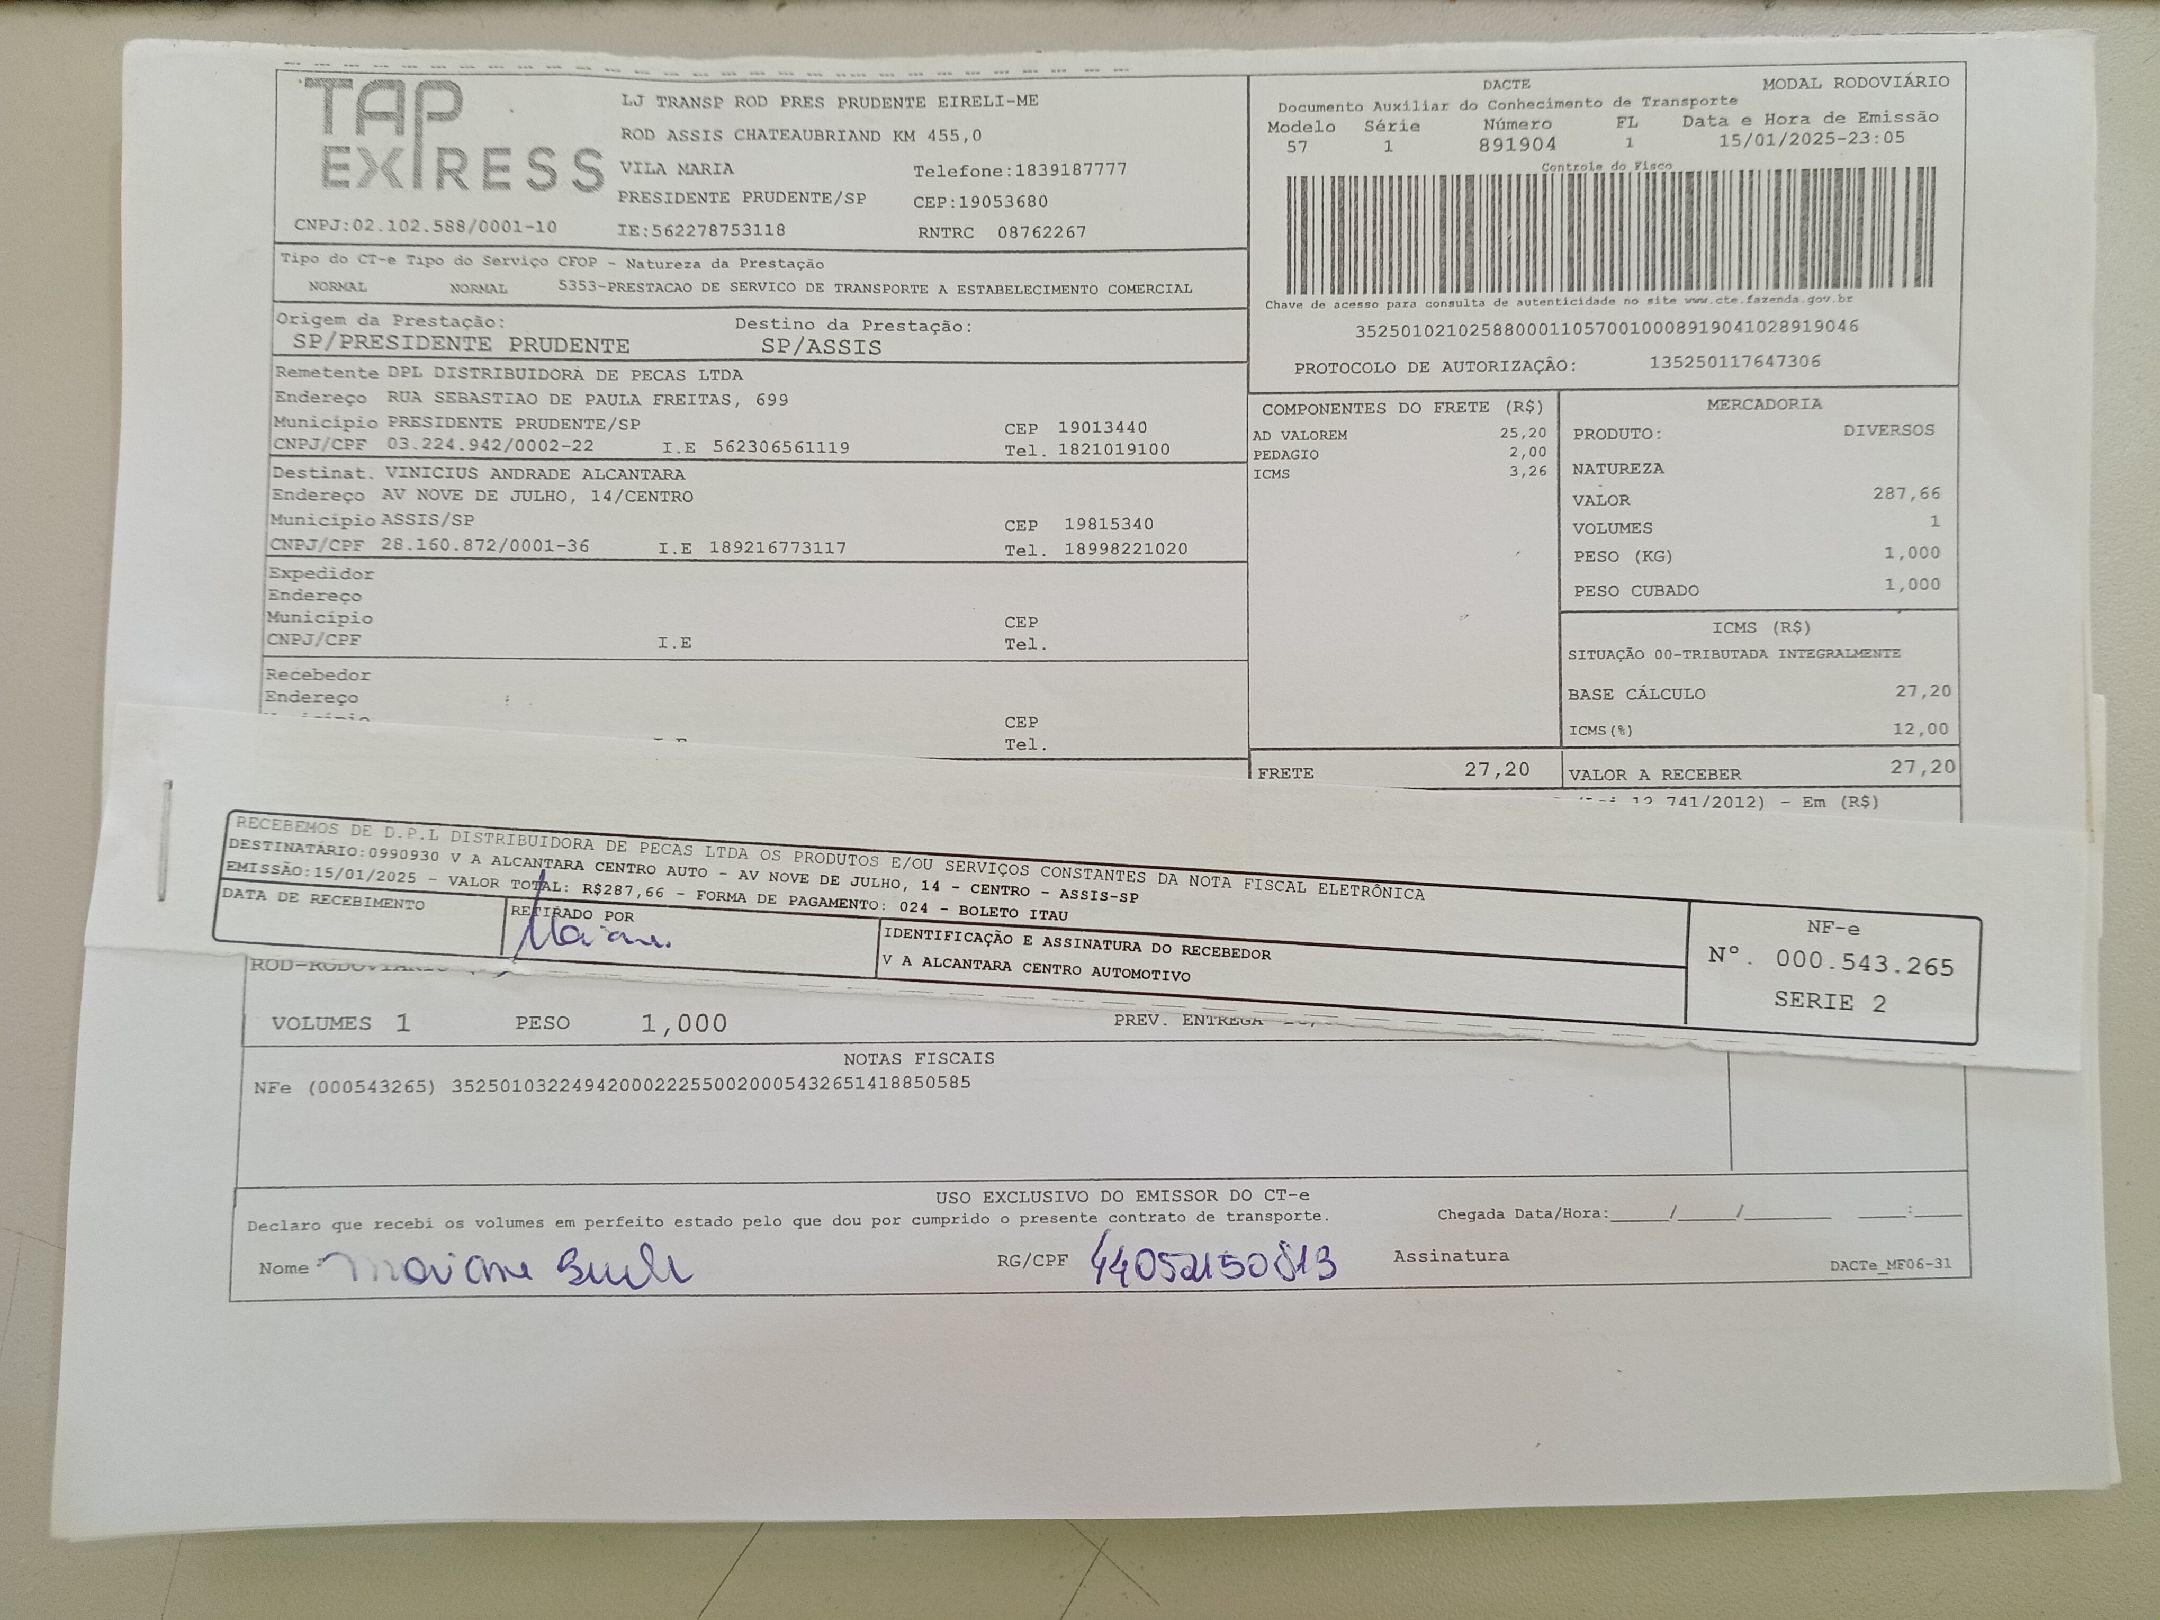 TAP
EXPRESS
LJ TRANSP ROD PRES PRUDENTE EIRELI-ME
ROD ASSIS CHATEAUBRIAND KM 455,0
VILA MARIA Telefone:1839187777
PRESIDENTE PRUDENTE/SP CEP:19053680
CNPJ:02.102.588/0001-10 IE:562278753118 RNTRC 08762267
DACTE MODAL RODOVIÁRIO
Documento Auxiliar do Conhecimento de Transporte
Modelo Série Número FL Data e Hora de Emissão
57 1 891904 1 15/01/2025-23:05
Controle do Fisco
Chave de acesso para consulta de autenticidade no site www.cte.fazenda.gov.br
35250102102588000110570010008919041028919046
PROTOCOLO DE AUTORIZAÇÃO: 135250117647306
Tipo do CT-e Tipo do Serviço CFOP - Natureza da Prestação
NORMAL NORMAL 5353-PRESTACAO DE SERVICO DE TRANSPORTE A ESTABELECIMENTO COMERCIAL
Origem da Prestação: Destino da Prestação:
SP/PRESIDENTE PRUDENTE SP/ASSIS
Remetente DPL DISTRIBUIDORA DE PECAS LTDA
Endereço RUA SEBASTIAO DE PAULA FREITAS, 699
Município PRESIDENTE PRUDENTE/SP CEP 19013440
CNPJ/CPF 03.224.942/0002-22 I.E 562306561119 Tel. 1821019100
Destinat. VINICIUS ANDRADE ALCANTARA
Endereço AV NOVE DE JULHO, 14/CENTRO
Município ASSIS/SP CEP 19815340
CNPJ/CPF 28.160.872/0001-36 I.E 189216773117 Tel. 18998221020
Expedidor
Endereço
Município CEP
CNPJ/CPF I.E Tel.
Recebedor
Endereço
CEP
Tel.
COMPONENTES DO FRETE (R$)
AD VALOREM 25,20
PEDAGIO 2,00
ICMS 3,26
MERCADORIA
PRODUTO: DIVERSOS
NATUREZA
VALOR 287,66
VOLUMES 1
PESO (KG) 1,000
PESO CUBADO 1,000
ICMS (R$)
SITUAÇÃO 00-TRIBUTADA INTEGRALMENTE
BASE CÁLCULO 27,20
ICMS(%) 12,00
FRETE 27,20 VALOR A RECEBER 27,20
12 741/2012) - Em (R$)
RECEBEMOS DE D.P.L DISTRIBUIDORA DE PECAS LTDA OS PRODUTOS E/OU SERVIÇOS CONSTANTES DA NOTA FISCAL ELETRÔNICA
DESTINATÁRIO:0990930 V A ALCANTARA CENTRO AUTO - AV NOVE DE JULHO, 14 - CENTRO - ASSIS-SP
EMISSÃO:15/01/2025 - VALOR TOTAL: R$287,66 - FORMA DE PAGAMENTO: 024 - BOLETO ITAU
DATA DE RECEBIMENTO RETIRADO POR IDENTIFICAÇÃO E ASSINATURA DO RECEBEDOR
V A ALCANTARA CENTRO AUTOMOTIVO
NF-e
Nº. 000.543.265
SERIE 2
ROD-RODOVIÁRIO
VOLUMES 1 PESO 1,000 PREV. ENTREGA
NOTAS FISCAIS
NFe (000543265) 35250103224942000222550020005432651418850585
USO EXCLUSIVO DO EMISSOR DO CT-e
Declaro que recebi os volumes em perfeito estado pelo que dou por cumprido o presente contrato de transporte. Chegada Data/Hora:_____/_____/_______ ____:____
Nome RG/CPF Assinatura
DACTe_MF06-31